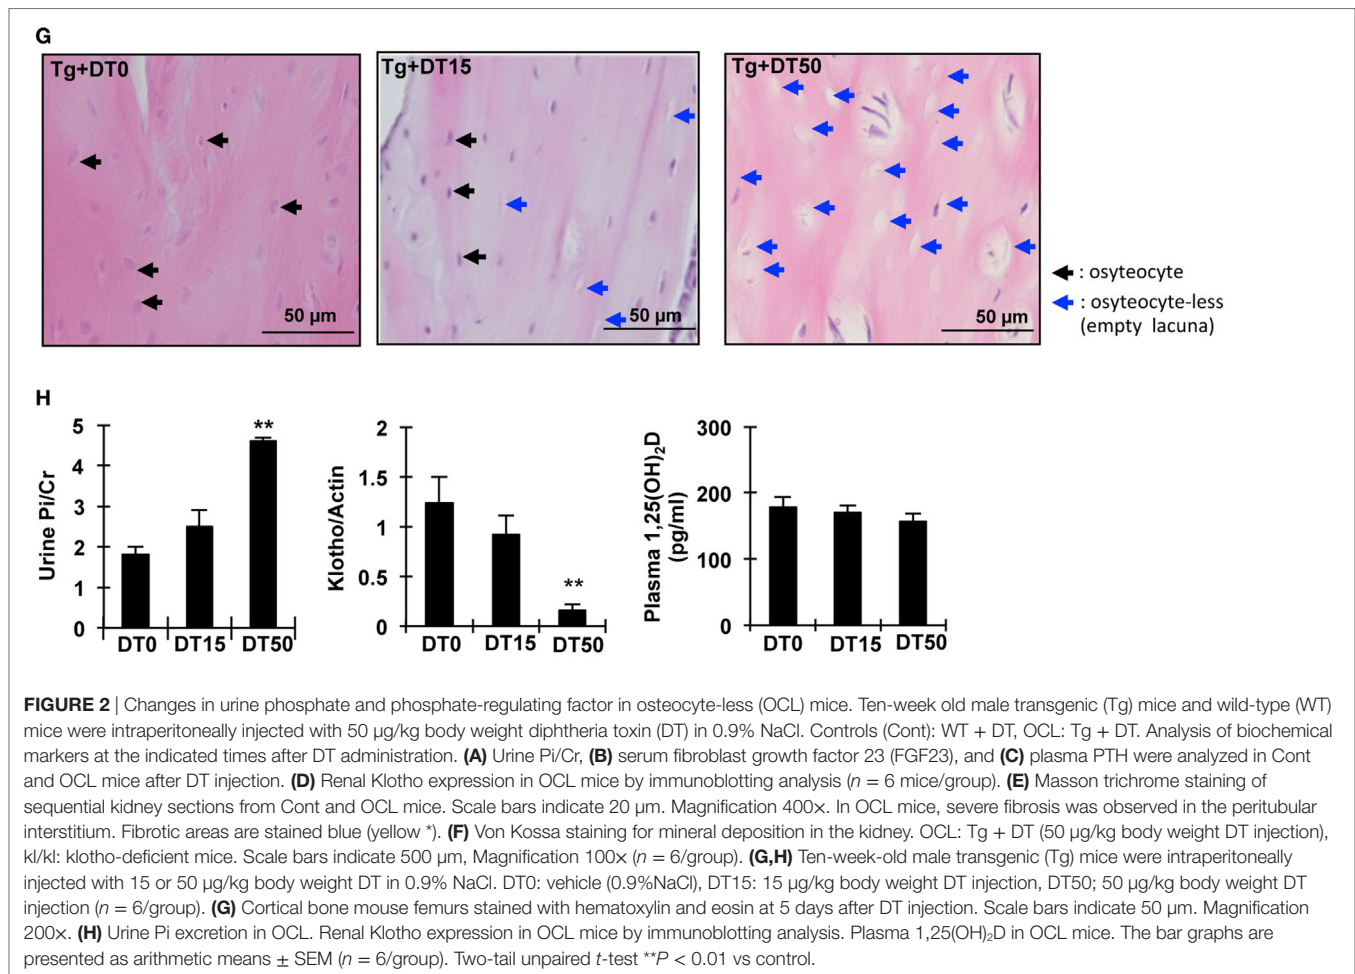 G
Tg+DT0
Tg+DT15
Tg+DT50
50 µm
50 µm
50 µm
: osyteocyte
: osyteocyte-less
(empty lacuna)
H
Urine Pi/Cr
5
4
3
2
1
0
**
DT0 DT15 DT50
Klotho/Actin
2
1.5
1
0.5
0
**
DT0 DT15 DT50
Plasma 1,25(OH)₂D
(pg/ml)
300
200
100
0
DT0 DT15 DT50
FIGURE 2 | Changes in urine phosphate and phosphate-regulating factor in osteocyte-less (OCL) mice. Ten-week old male transgenic (Tg) mice and wild-type (WT)
mice were intraperitoneally injected with 50 µg/kg body weight diphtheria toxin (DT) in 0.9% NaCl. Controls (Cont): WT + DT, OCL: Tg + DT. Analysis of biochemical
markers at the indicated times after DT administration. (A) Urine Pi/Cr, (B) serum fibroblast growth factor 23 (FGF23), and (C) plasma PTH were analyzed in Cont
and OCL mice after DT injection. (D) Renal Klotho expression in OCL mice by immunoblotting analysis (n = 6 mice/group). (E) Masson trichrome staining of
sequential kidney sections from Cont and OCL mice. Scale bars indicate 20 µm. Magnification 400×. In OCL mice, severe fibrosis was observed in the peritubular
interstitium. Fibrotic areas are stained blue (yellow *). (F) Von Kossa staining for mineral deposition in the kidney. OCL: Tg + DT (50 µg/kg body weight DT injection),
kl/kl: klotho-deficient mice. Scale bars indicate 500 µm, Magnification 100× (n = 6/group). (G,H) Ten-week-old male transgenic (Tg) mice were intraperitoneally
injected with 15 or 50 µg/kg body weight DT in 0.9% NaCl. DT0: vehicle (0.9%NaCl), DT15: 15 µg/kg body weight DT injection, DT50; 50 µg/kg body weight DT
injection (n = 6/group). (G) Cortical bone mouse femurs stained with hematoxylin and eosin at 5 days after DT injection. Scale bars indicate 50 µm. Magnification
200×. (H) Urine Pi excretion in OCL. Renal Klotho expression in OCL mice by immunoblotting analysis. Plasma 1,25(OH)₂D in OCL mice. The bar graphs are
presented as arithmetic means ± SEM (n = 6/group). Two-tail unpaired t-test **P < 0.01 vs control.